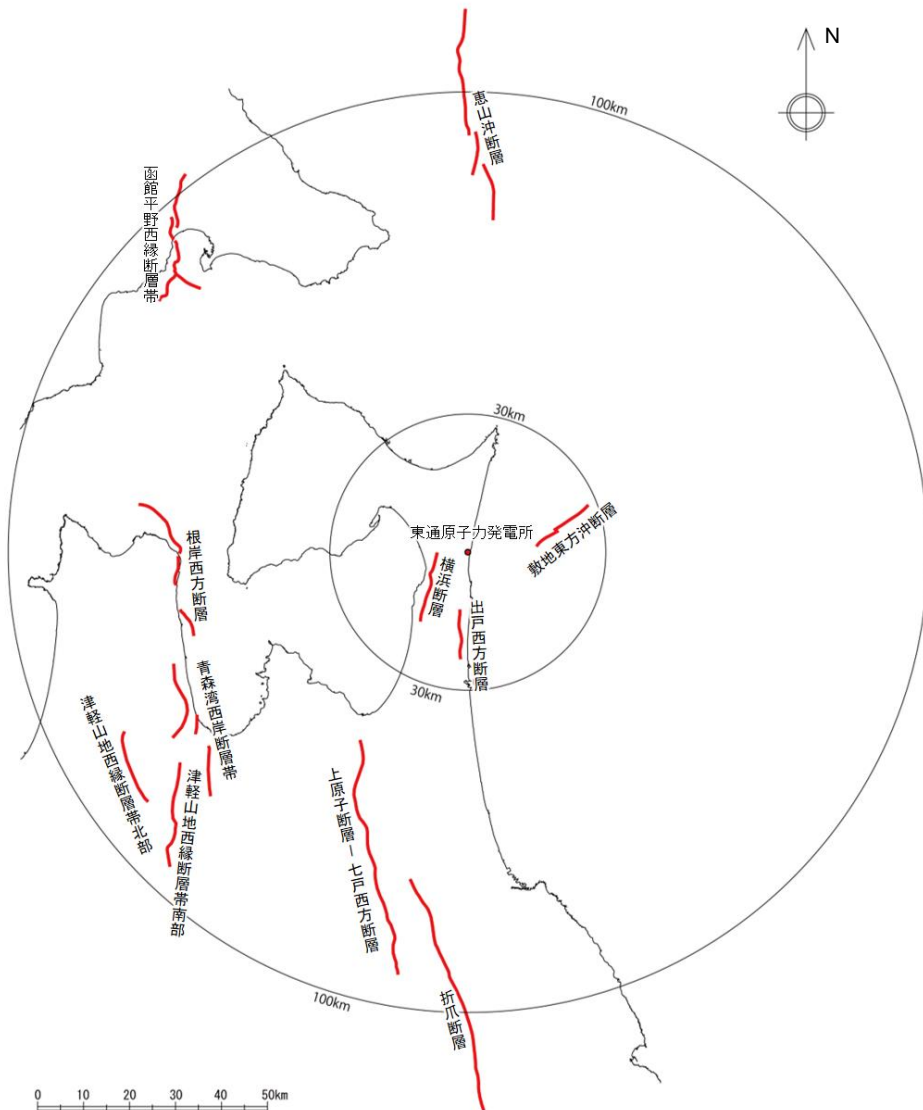 N
100km
恵山沖断層
函館平野西縁断層帯
30km
東通原子力発電所
敷地東方沖断層
横浜断層
出戸西方断層
30km
根岸西方断層
青森湾西岸断層帯
津軽山地西縁断層帯北部
津軽山地西縁断層帯南部
上原子断層－七戸西方断層
折爪断層
100km
0 10 20 30 40 50km